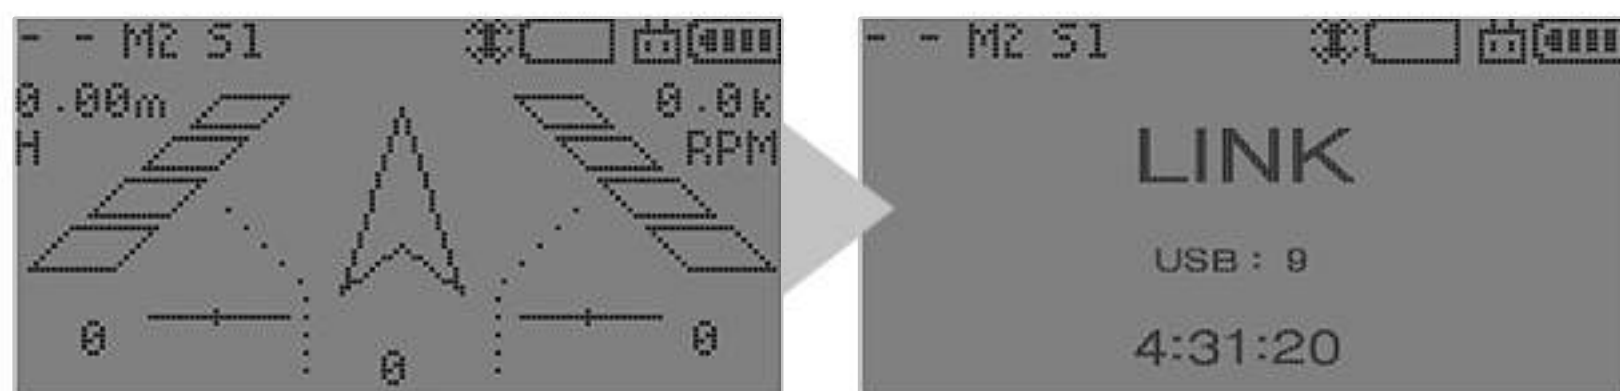 - - M2 S1
0.00m 0.0k
H RPM
0 0
0
- - M2 S1
LINK
USB : 9
4:31:20